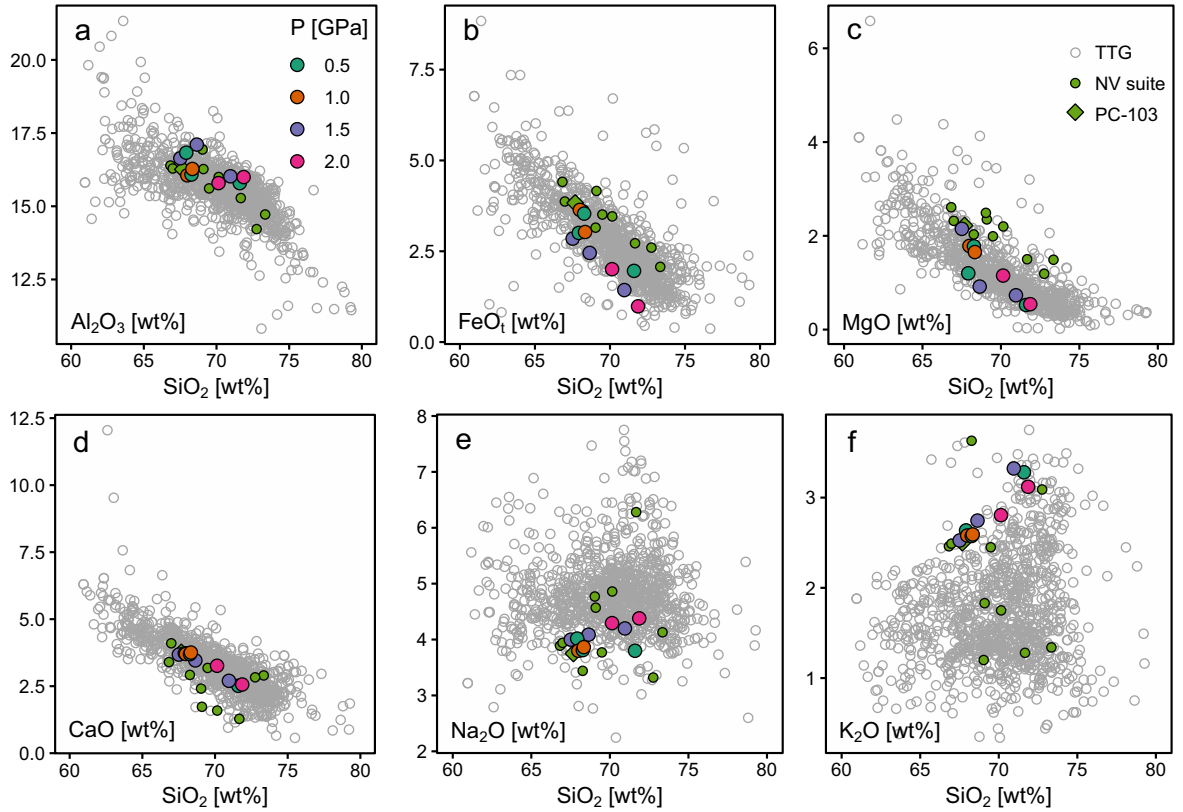 a
P [GPa]
0.5
1.0
1.5
2.0
20.0
17.5
15.0
12.5
Al₂O₃ [wt%]
60 65 70 75 80
SiO₂ [wt%]
b
7.5
5.0
2.5
0.0
FeOₜ [wt%]
60 65 70 75 80
SiO₂ [wt%]
c
TTG
NV suite
PC-103
6
4
2
0
MgO [wt%]
60 65 70 75 80
SiO₂ [wt%]
d
12.5
10.0
7.5
5.0
2.5
0.0
CaO [wt%]
60 65 70 75 80
SiO₂ [wt%]
e
8
7
6
5
4
3
2
Na₂O [wt%]
60 65 70 75 80
SiO₂ [wt%]
f
3
2
1
K₂O [wt%]
60 65 70 75 80
SiO₂ [wt%]